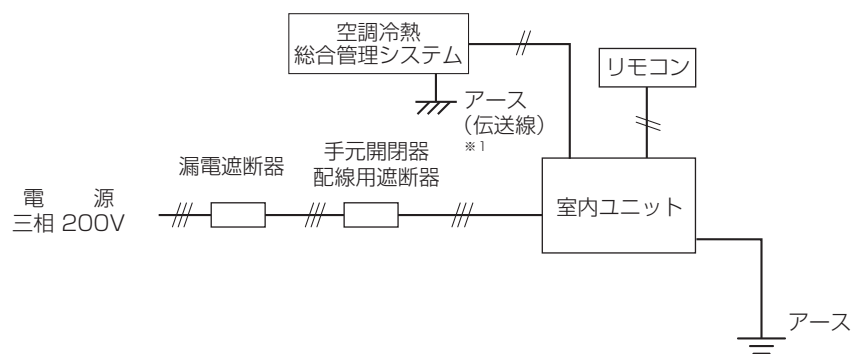 空調冷熱
総合管理システム
リモコン
アース
（伝送線）
※1
漏電遮断器
手元開閉器
配線用遮断器
電　源
三相 200V
室内ユニット
アース